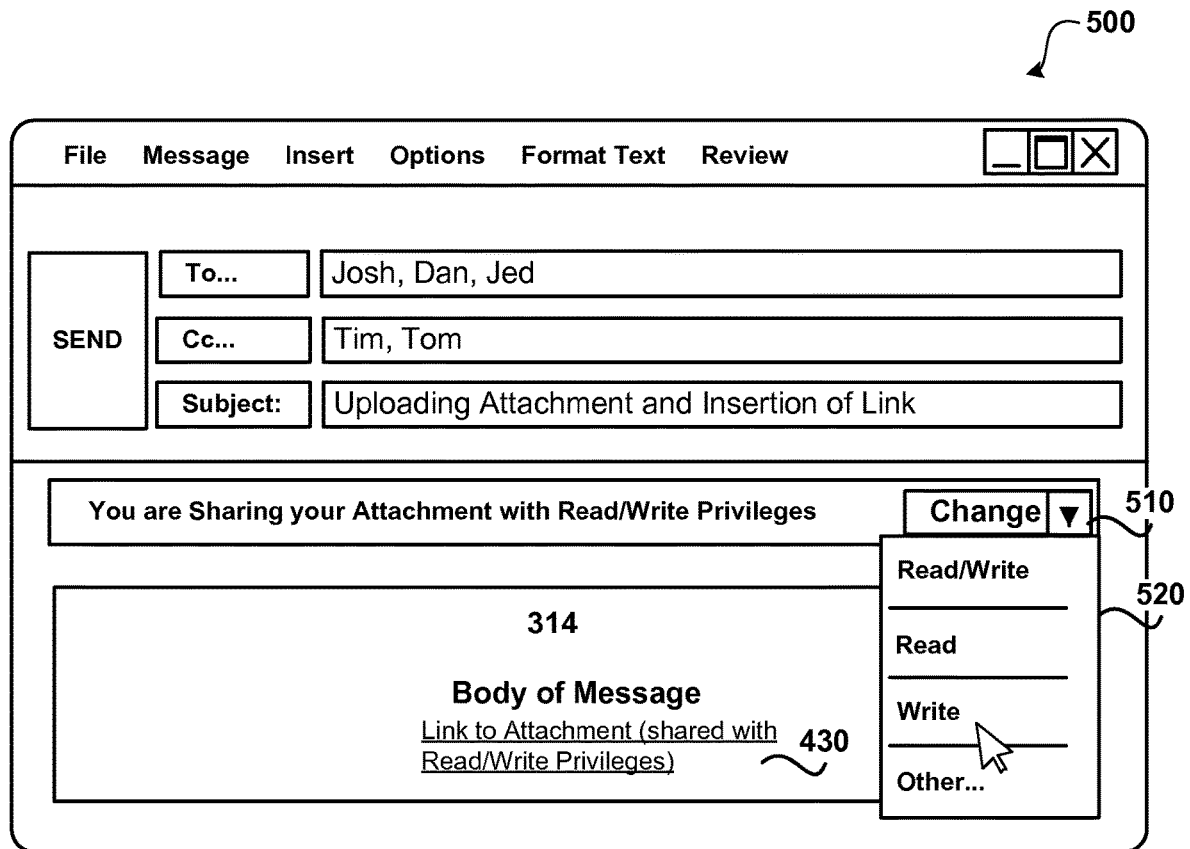 500
File Message Insert Options Format Text Review
To... Josh, Dan, Jed
SEND Cc... Tim, Tom
Subject: Uploading Attachment and Insertion of Link
You are Sharing your Attachment with Read/Write Privileges Change ▼ 510
Read/Write
520
314
Read
Body of Message
Write
Link to Attachment (shared with
Read/Write Privileges) 430
Other...